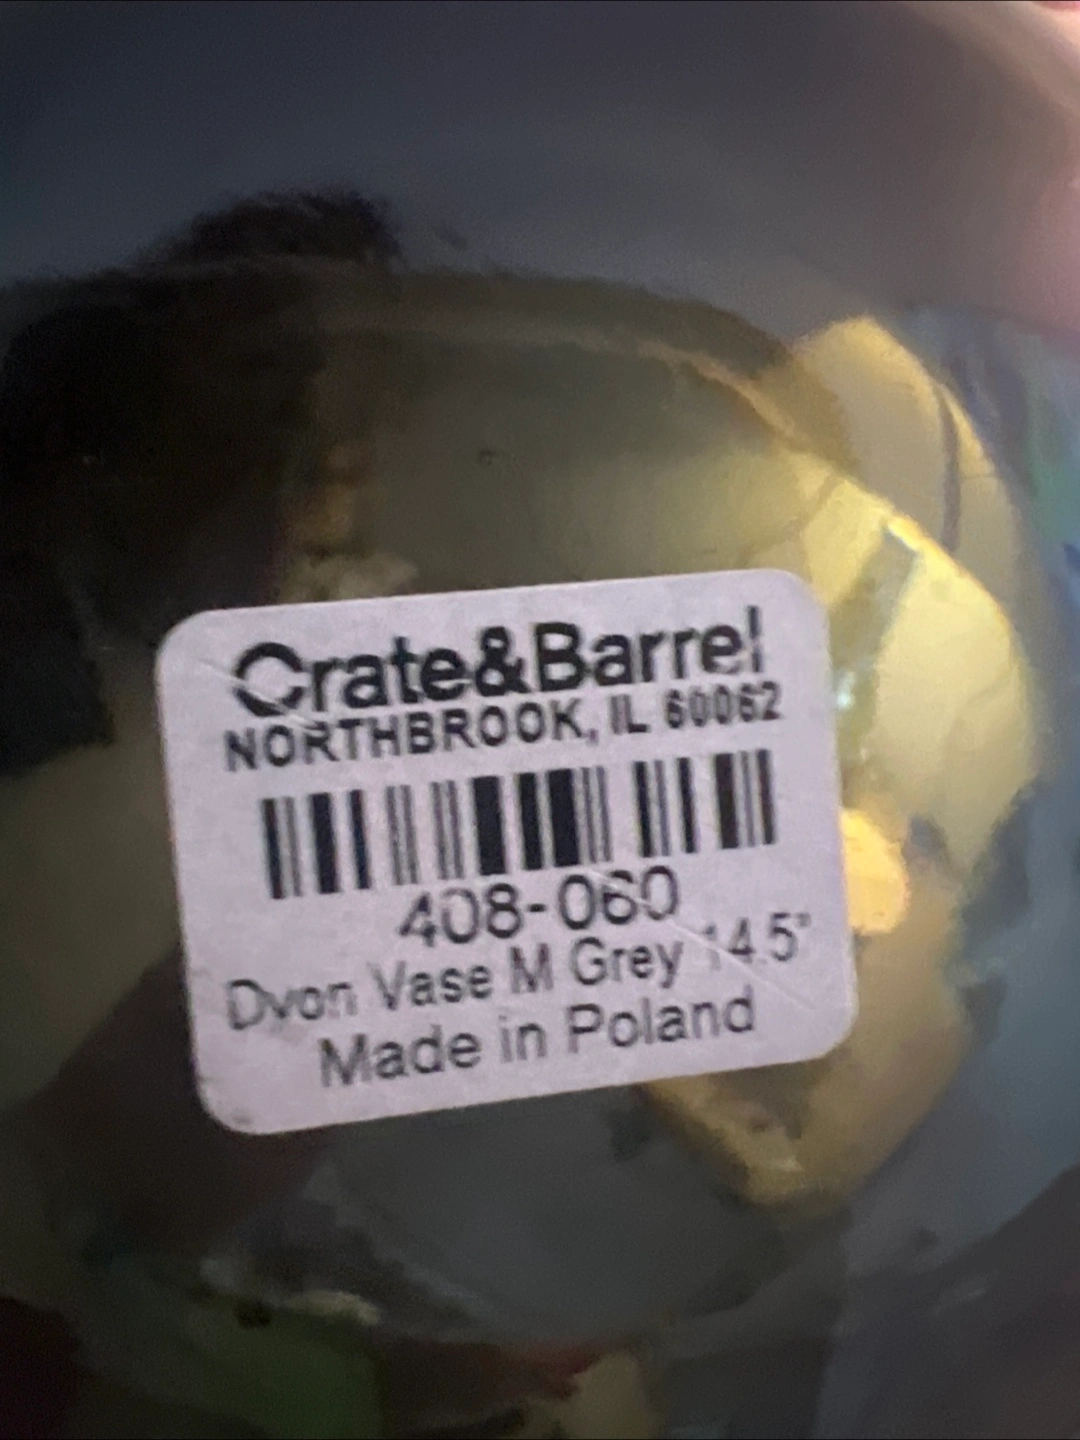 Crate&Barrel
NORTHBROOK, IL 60062
408-060
Dvon Vase M Grey 14.5"
Made in Poland